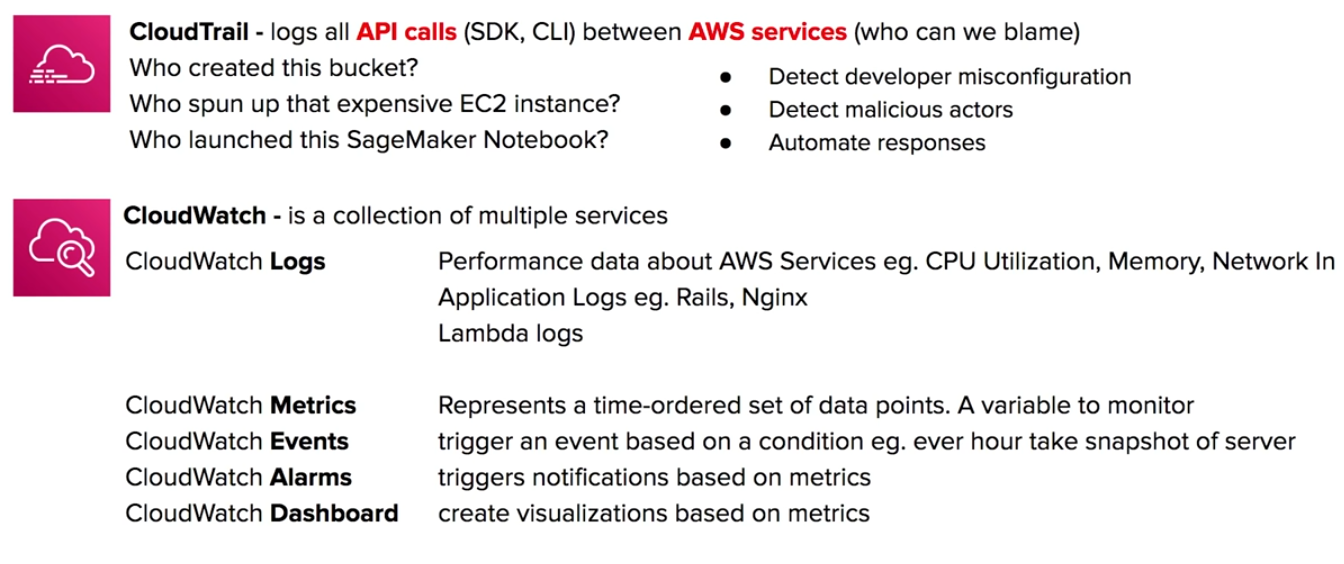 CloudTrail - logs all API calls (SDK, CLI) between AWS services (who can we blame)
Who created this bucket?
Who spun up that expensive EC2 instance?
Who launched this SageMaker Notebook?
● Detect developer misconfiguration
● Detect malicious actors
● Automate responses
CloudWatch - is a collection of multiple services
CloudWatch Logs Performance data about AWS Services eg. CPU Utilization, Memory, Network In
Application Logs eg. Rails, Nginx
Lambda logs
CloudWatch Metrics Represents a time-ordered set of data points. A variable to monitor
CloudWatch Events trigger an event based on a condition eg. ever hour take snapshot of server
CloudWatch Alarms triggers notifications based on metrics
CloudWatch Dashboard create visualizations based on metrics